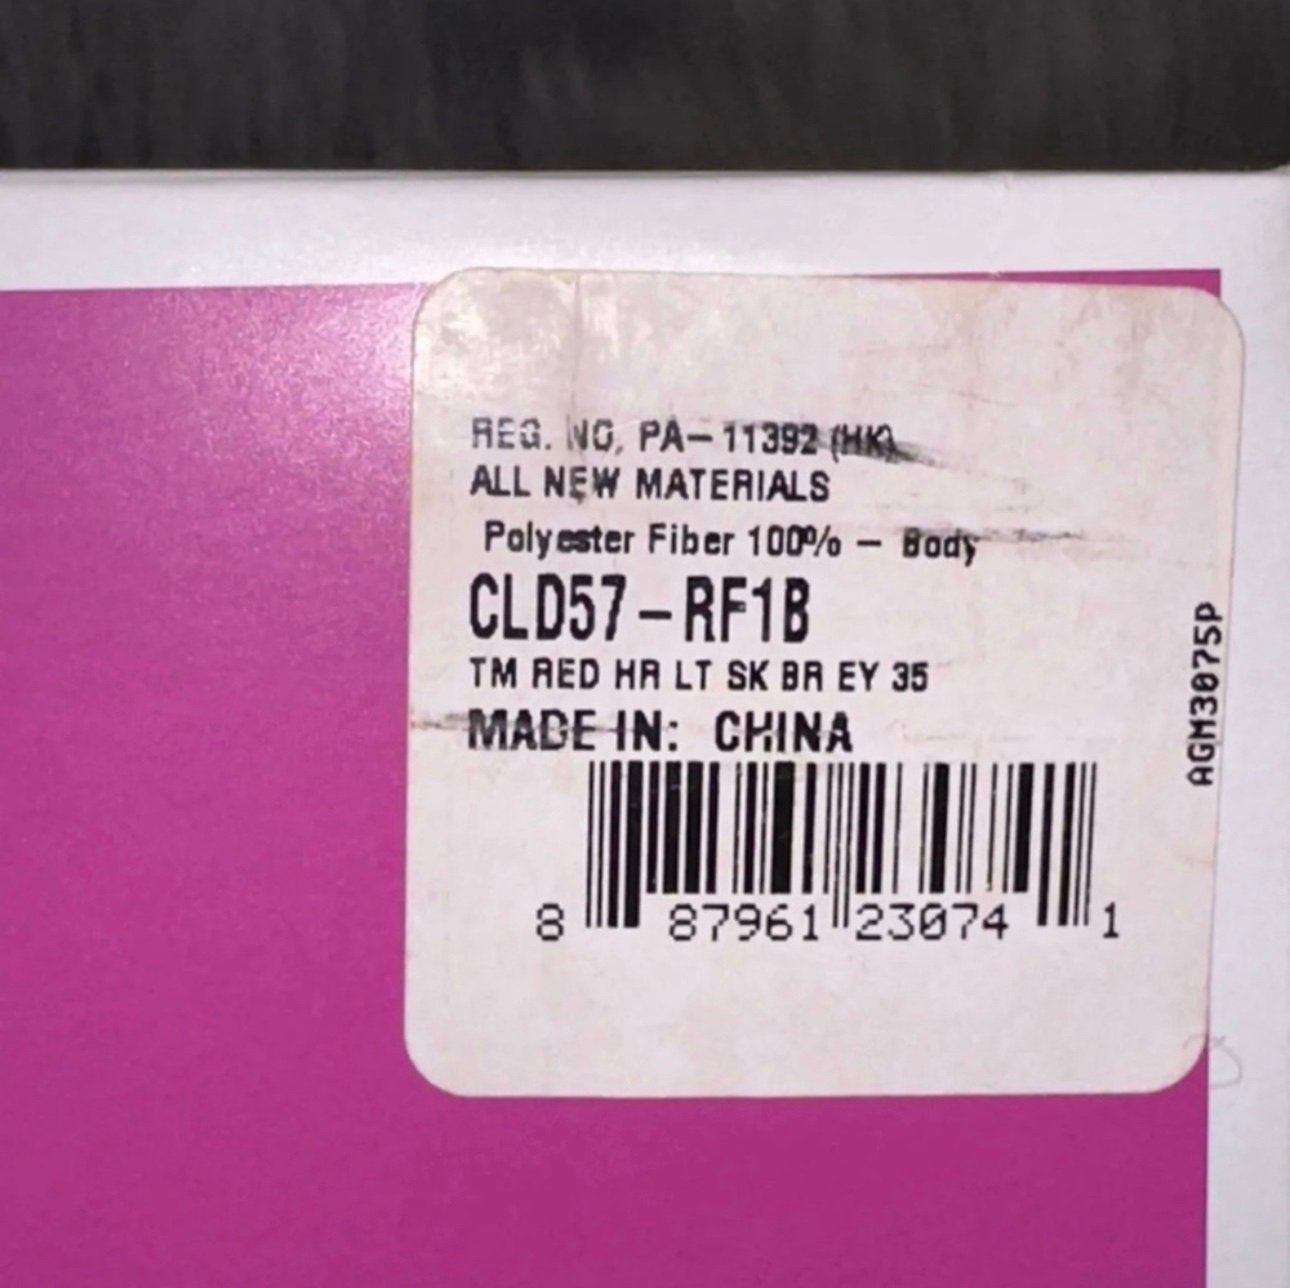 REG. NO. PA-11392 (HK)
ALL NEW MATERIALS
Polyester Fiber 100% - Body
CLD57-RF1B
TM RED HR LT SK BR EY 35
MADE IN: CHINA
8 87961 23074 1
AGM3075P